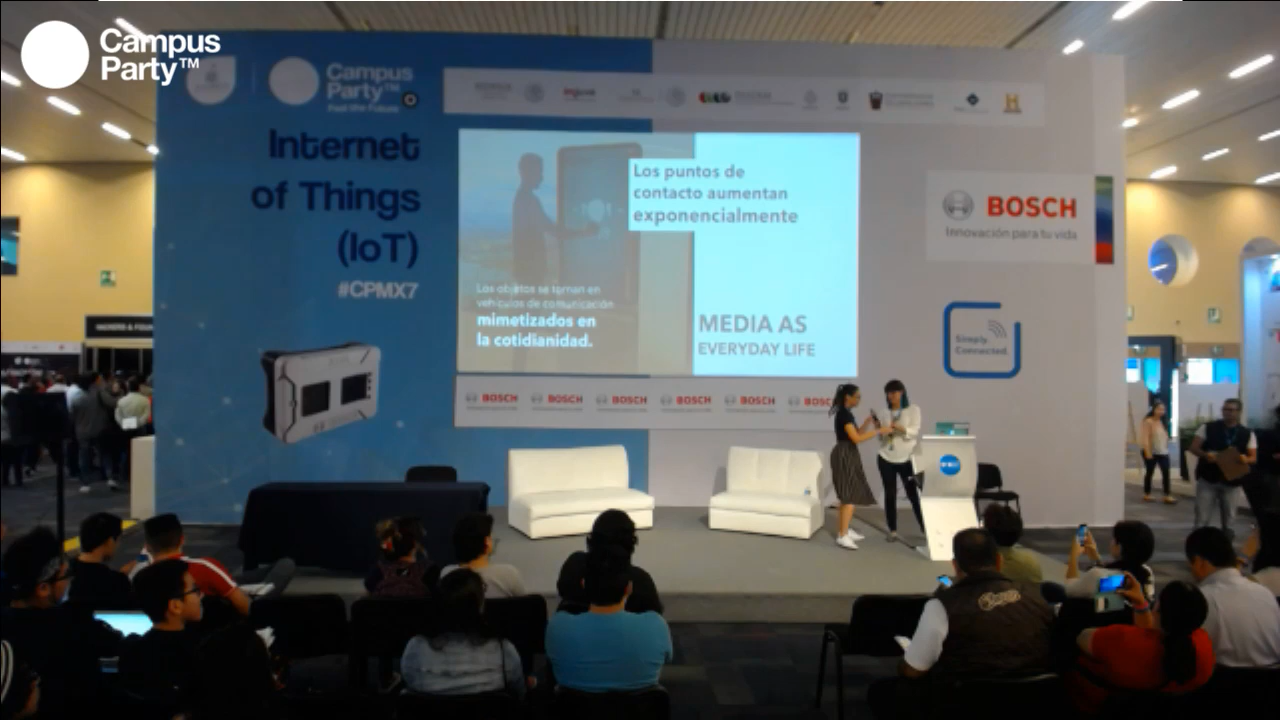 Campus
Party™
Campus
Party™
Feel the Future
Internet
of Things
(IoT)
#CPMX7
Los puntos de
contacto aumentan
exponencialmente
Los objetos se tornan en
vehículos de comunicación
mimetizados en
la cotidianidad.
MEDIA AS
EVERYDAY LIFE
BOSCH
Innovación para tu vida
Simply.
Connected.
H
BOSCH BOSCH BOSCH BOSCH BOSCH BOSC